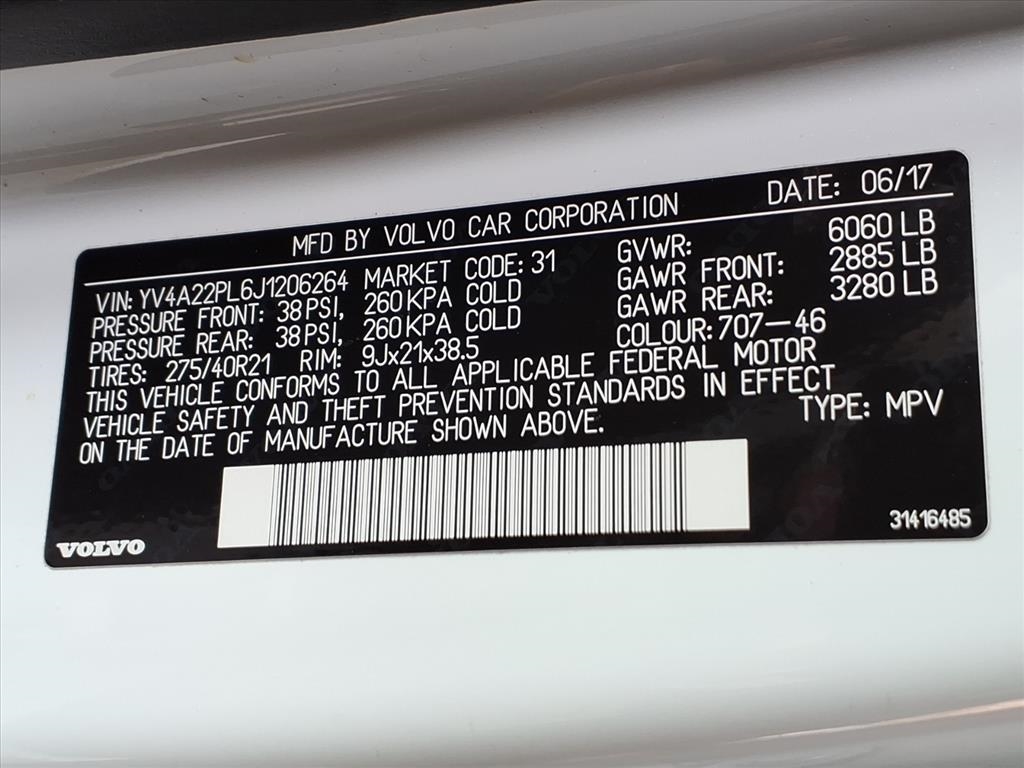 MFD BY VOLVO CAR CORPORATION DATE: 06/17
VIN: YV4A22PL6J1206264 MARKET CODE: 31 GVWR: 6060 LB
PRESSURE FRONT: 38 PSI, 260 KPA COLD GAWR FRONT: 2885 LB
PRESSURE REAR: 38 PSI, 260 KPA COLD GAWR REAR: 3280 LB
TIRES: 275/40R21 RIM: 9Jx21x38.5 COLOUR: 707-46
THIS VEHICLE CONFORMS TO ALL APPLICABLE FEDERAL MOTOR
VEHICLE SAFETY AND THEFT PREVENTION STANDARDS IN EFFECT
ON THE DATE OF MANUFACTURE SHOWN ABOVE. TYPE: MPV
VOLVO 31416485